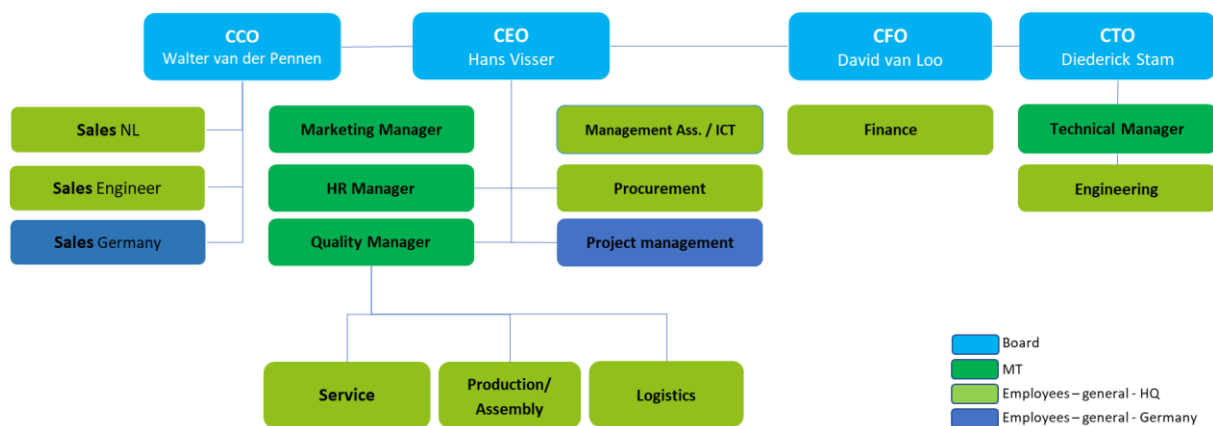 CCO
Walter van der Pennen
CEO
Hans Visser
CFO
David van Loo
CTO
Diederick Stam
Sales NL
Marketing Manager
Management Ass. / ICT
Finance
Technical Manager
Sales Engineer
HR Manager
Procurement
Engineering
Sales Germany
Quality Manager
Project management
Service
Production/
Assembly
Logistics
Board
MT
Employees – general - HQ
Employees – general - Germany